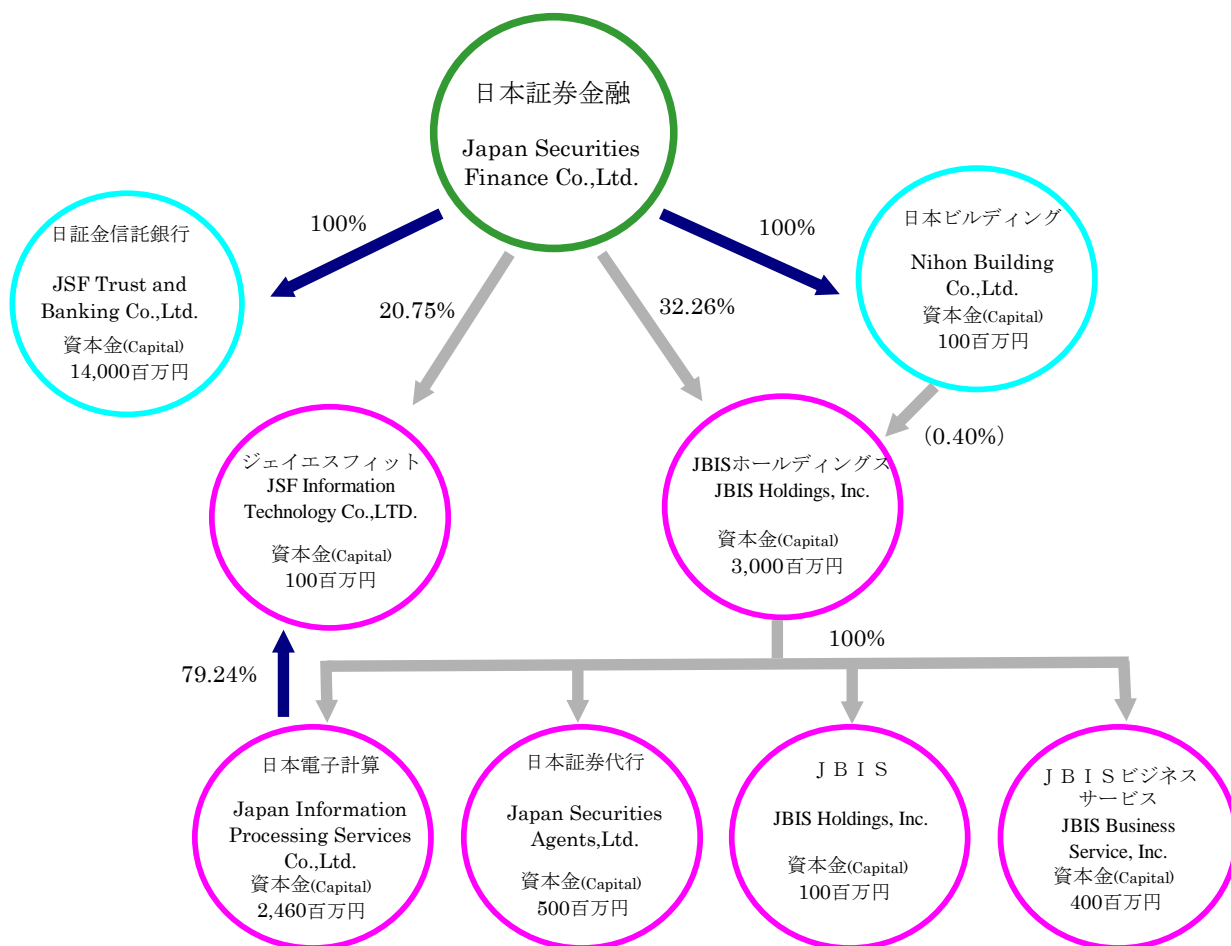 日本証券金融
Japan Securities
Finance Co.,Ltd.
100%
100%
日証金信託銀行
JSF Trust and
Banking Co.,Ltd.
資本金(Capital)
14,000百万円
日本ビルディング
Nihon Building
Co.,Ltd.
資本金(Capital)
100百万円
20.75%
32.26%
(0.40%)
ジェイエスフィット
JSF Information
Technology Co.,LTD.
資本金(Capital)
100百万円
JBISホールディングス
JBIS Holdings, Inc.
資本金(Capital)
3,000百万円
100%
79.24%
日本電子計算
Japan Information
Processing Services
Co.,Ltd.
資本金(Capital)
2,460百万円
日本証券代行
Japan Securities
Agents,Ltd.
資本金(Capital)
500百万円
ＪＢＩＳ
JBIS Holdings, Inc.
資本金(Capital)
100百万円
ＪＢＩＳビジネス
サービス
JBIS Business
Service, Inc.
資本金(Capital)
400百万円